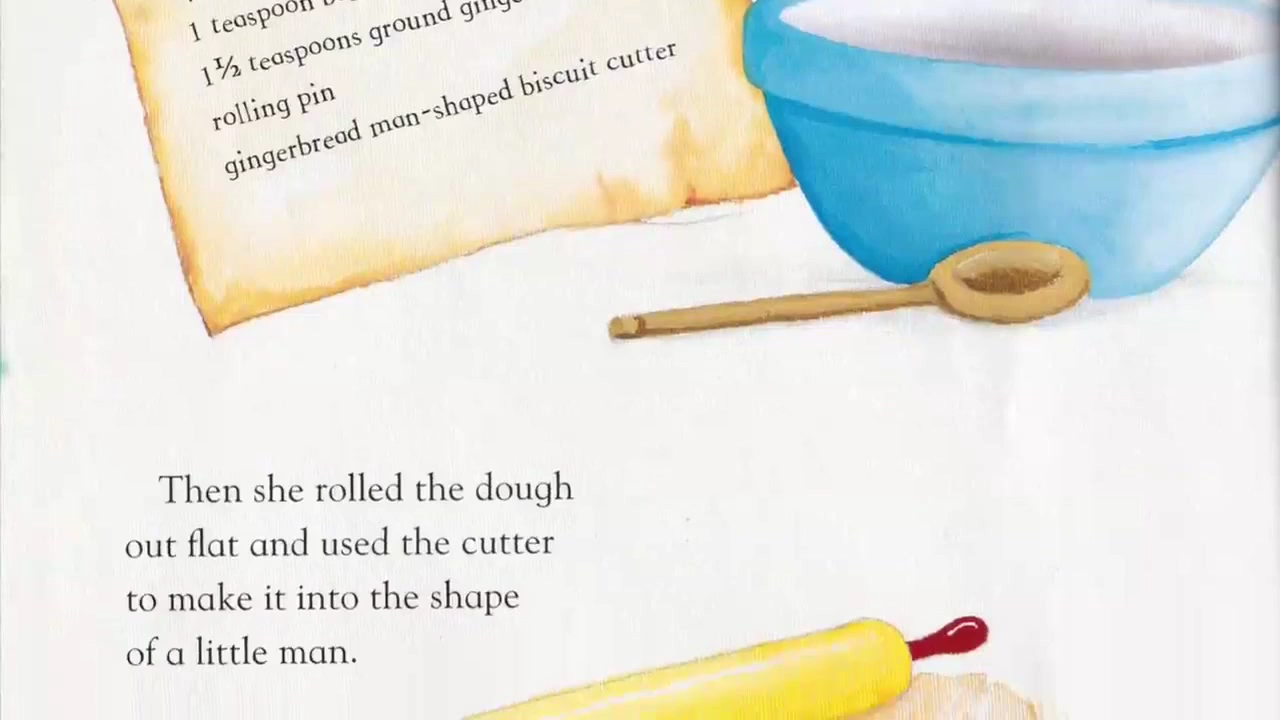 1 teaspoon
1½ teaspoons ground
rolling pin
gingerbread man-shaped biscuit cutter
Then she rolled the dough
out flat and used the cutter
to make it into the shape
of a little man.